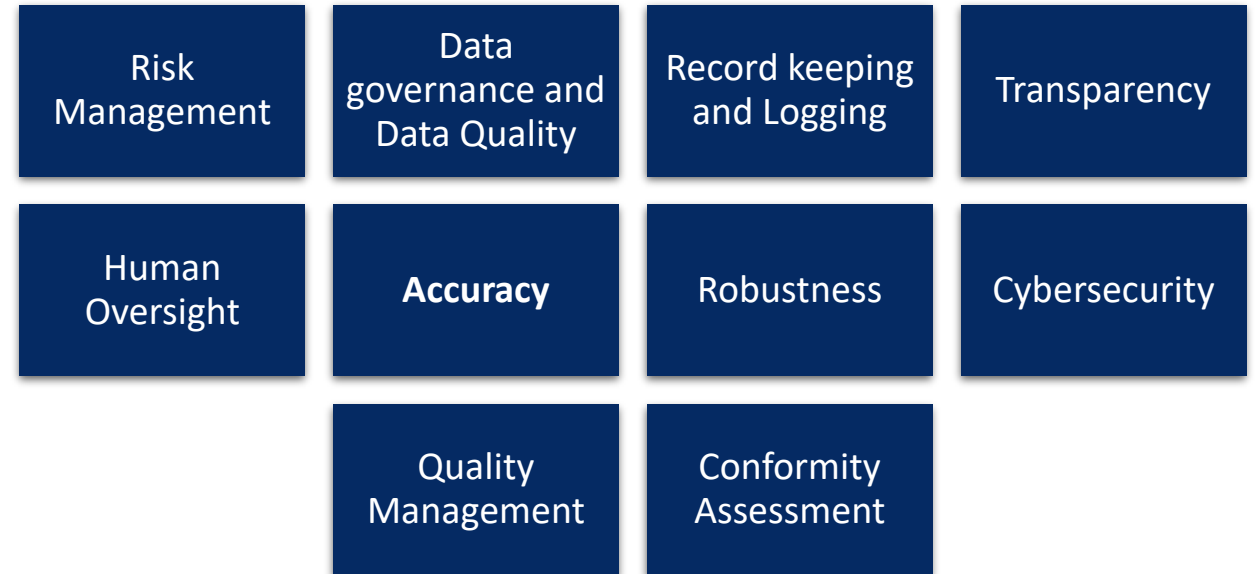 Risk
Management
Data
governance and
Data Quality
Record keeping
and Logging
Transparency
Human
Oversight
Accuracy
Robustness
Cybersecurity
Quality
Management
Conformity
Assessment